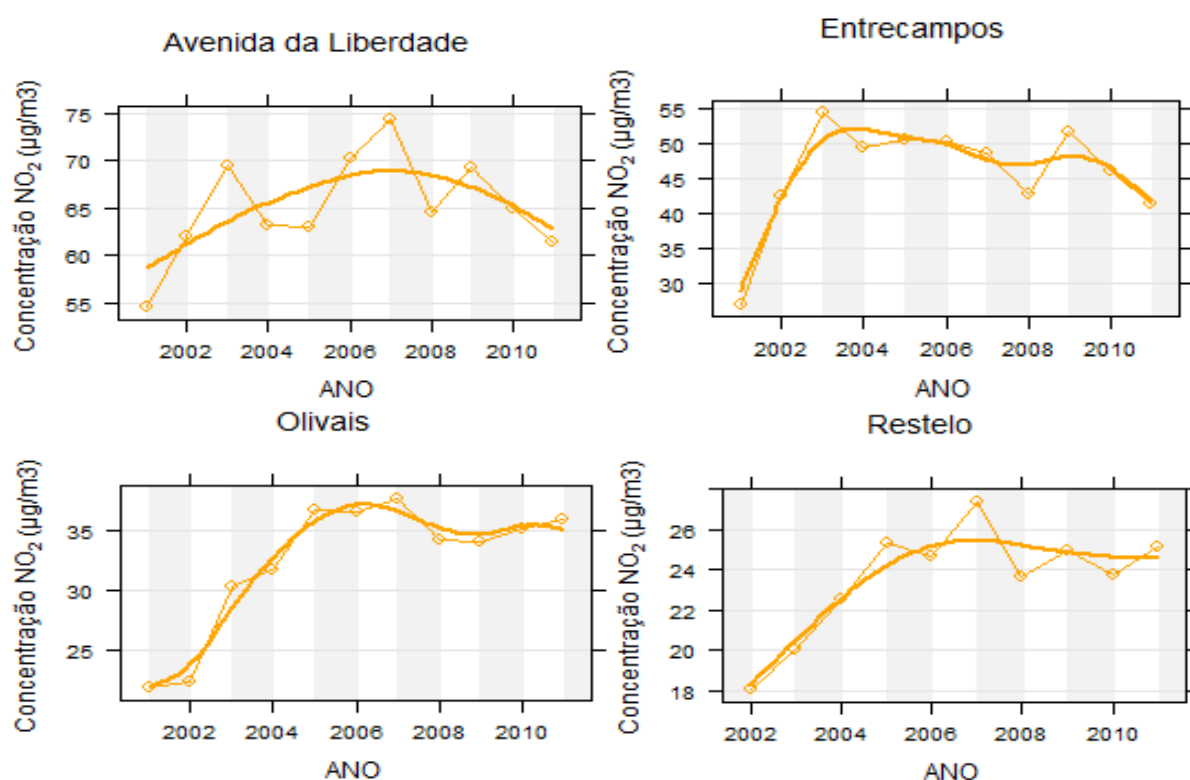 Avenida da Liberdade
Concentração NO₂ (µg/m3)
75
70
65
60
55
2002 2004 2006 2008 2010
ANO
Entrecampos
Concentração NO₂ (µg/m3)
55
50
45
40
35
30
2002 2004 2006 2008 2010
ANO
Olivais
Concentração NO₂ (µg/m3)
35
30
25
2002 2004 2006 2008 2010
ANO
Restelo
Concentração NO₂ (µg/m3)
26
24
22
20
18
2002 2004 2006 2008 2010
ANO